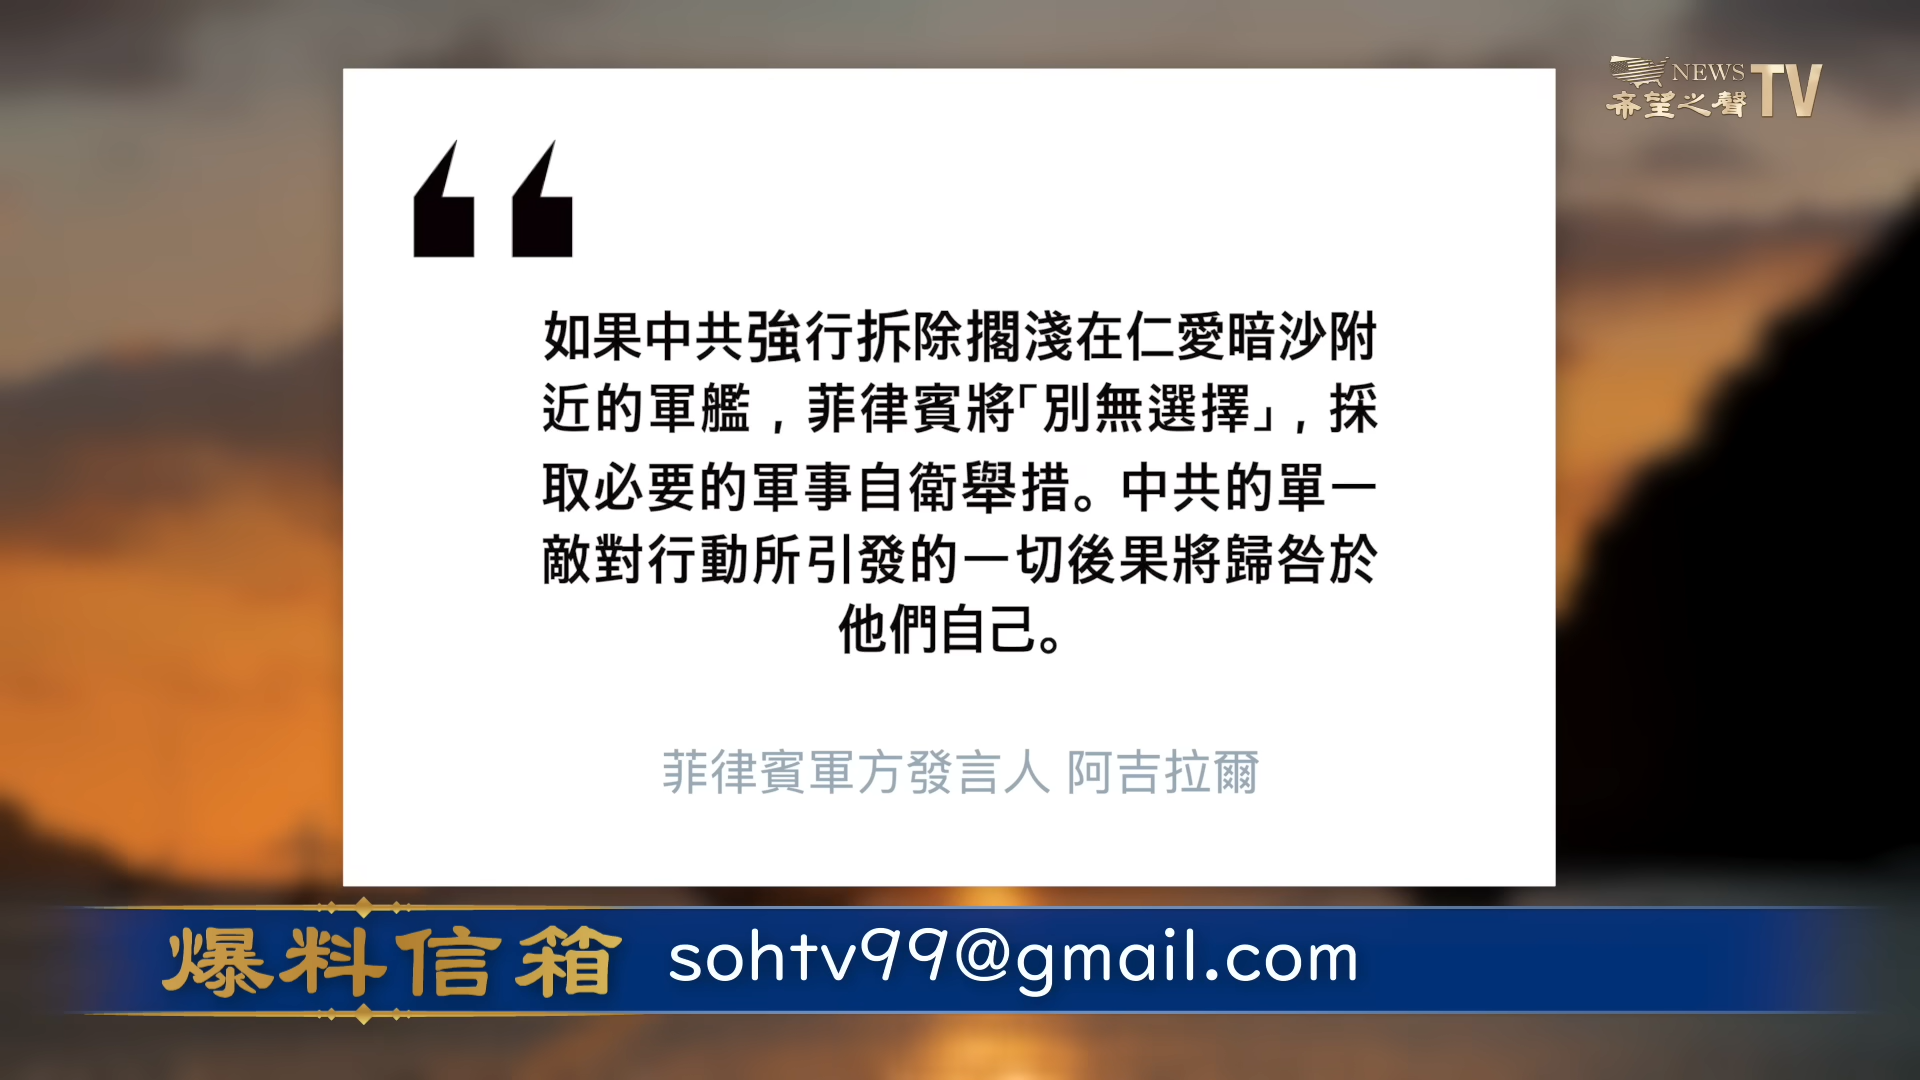 NEWS
希望之聲TV
如果中共強行拆除擱淺在仁愛暗沙附
近的軍艦，菲律賓將「別無選擇」，採
取必要的軍事自衛舉措。中共的單一
敵對行動所引發的一切後果將歸咎於
他們自己。
菲律賓軍方發言人 阿吉拉爾
爆料信箱 sohtv99@gmail.com